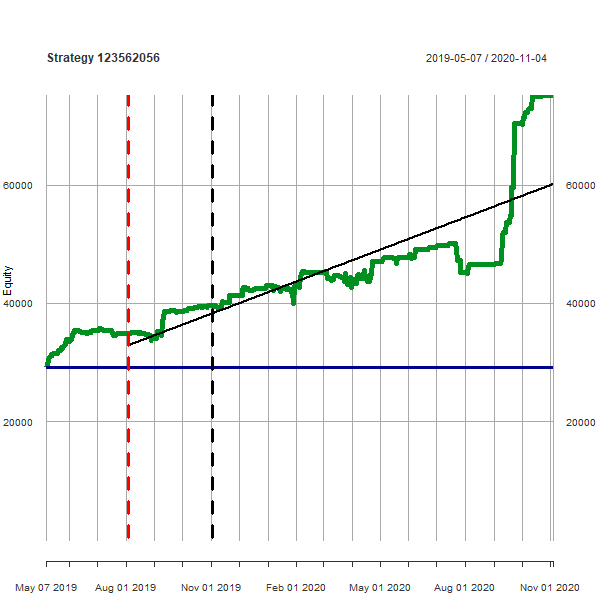 Strategy 123562056
2019-05-07 / 2020-11-04
60000
60000
Equity
40000
40000
20000
20000
May 07 2019
Aug 01 2019
Nov 01 2019
Feb 01 2020
May 01 2020
Aug 01 2020
Nov 01 2020